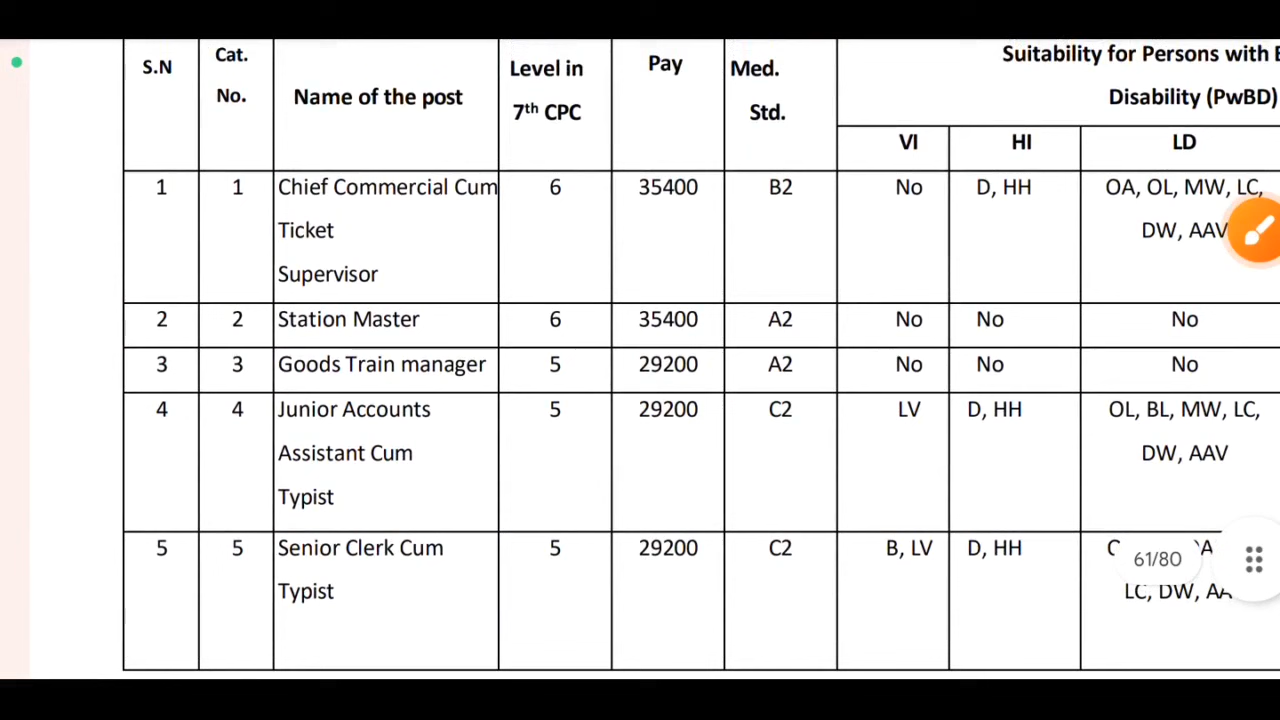 S.N Cat. No. Name of the post Level in 7th CPC Pay Med. Std. Suitability for Persons with
Disability (PwBD)
VI HI LD
1 1 Chief Commercial Cum 6 35400 B2 No D, HH OA, OL, MW, LC,
Ticket DW, AAV
Supervisor
2 2 Station Master 6 35400 A2 No No No
3 3 Goods Train manager 5 29200 A2 No No No
4 4 Junior Accounts 5 29200 C2 LV D, HH OL, BL, MW, LC,
Assistant Cum DW, AAV
Typist
5 5 Senior Clerk Cum 5 29200 C2 B, LV D, HH
Typist LC, DW,
61/80